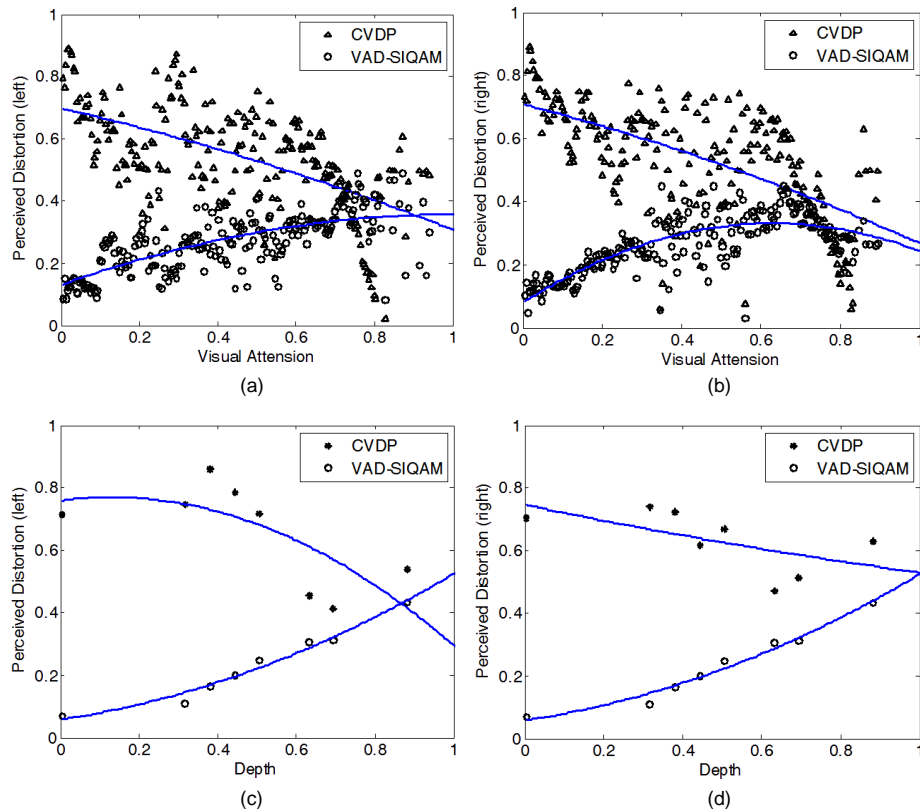 CVDP
VAD-SIQAM
Perceived Distortion (left)
1
0.8
0.6
0.4
0.2
0
0 0.2 0.4 0.6 0.8 1
Visual Attension
(a)
CVDP
VAD-SIQAM
Perceived Distortion (right)
1
0.8
0.6
0.4
0.2
0
0 0.2 0.4 0.6 0.8 1
Visual Attension
(b)
CVDP
VAD-SIQAM
Perceived Distortion (left)
1
0.8
0.6
0.4
0.2
0
0 0.2 0.4 0.6 0.8 1
Depth
(c)
CVDP
VAD-SIQAM
Perceived Distortion (right)
1
0.8
0.6
0.4
0.2
0
0 0.2 0.4 0.6 0.8 1
Depth
(d)